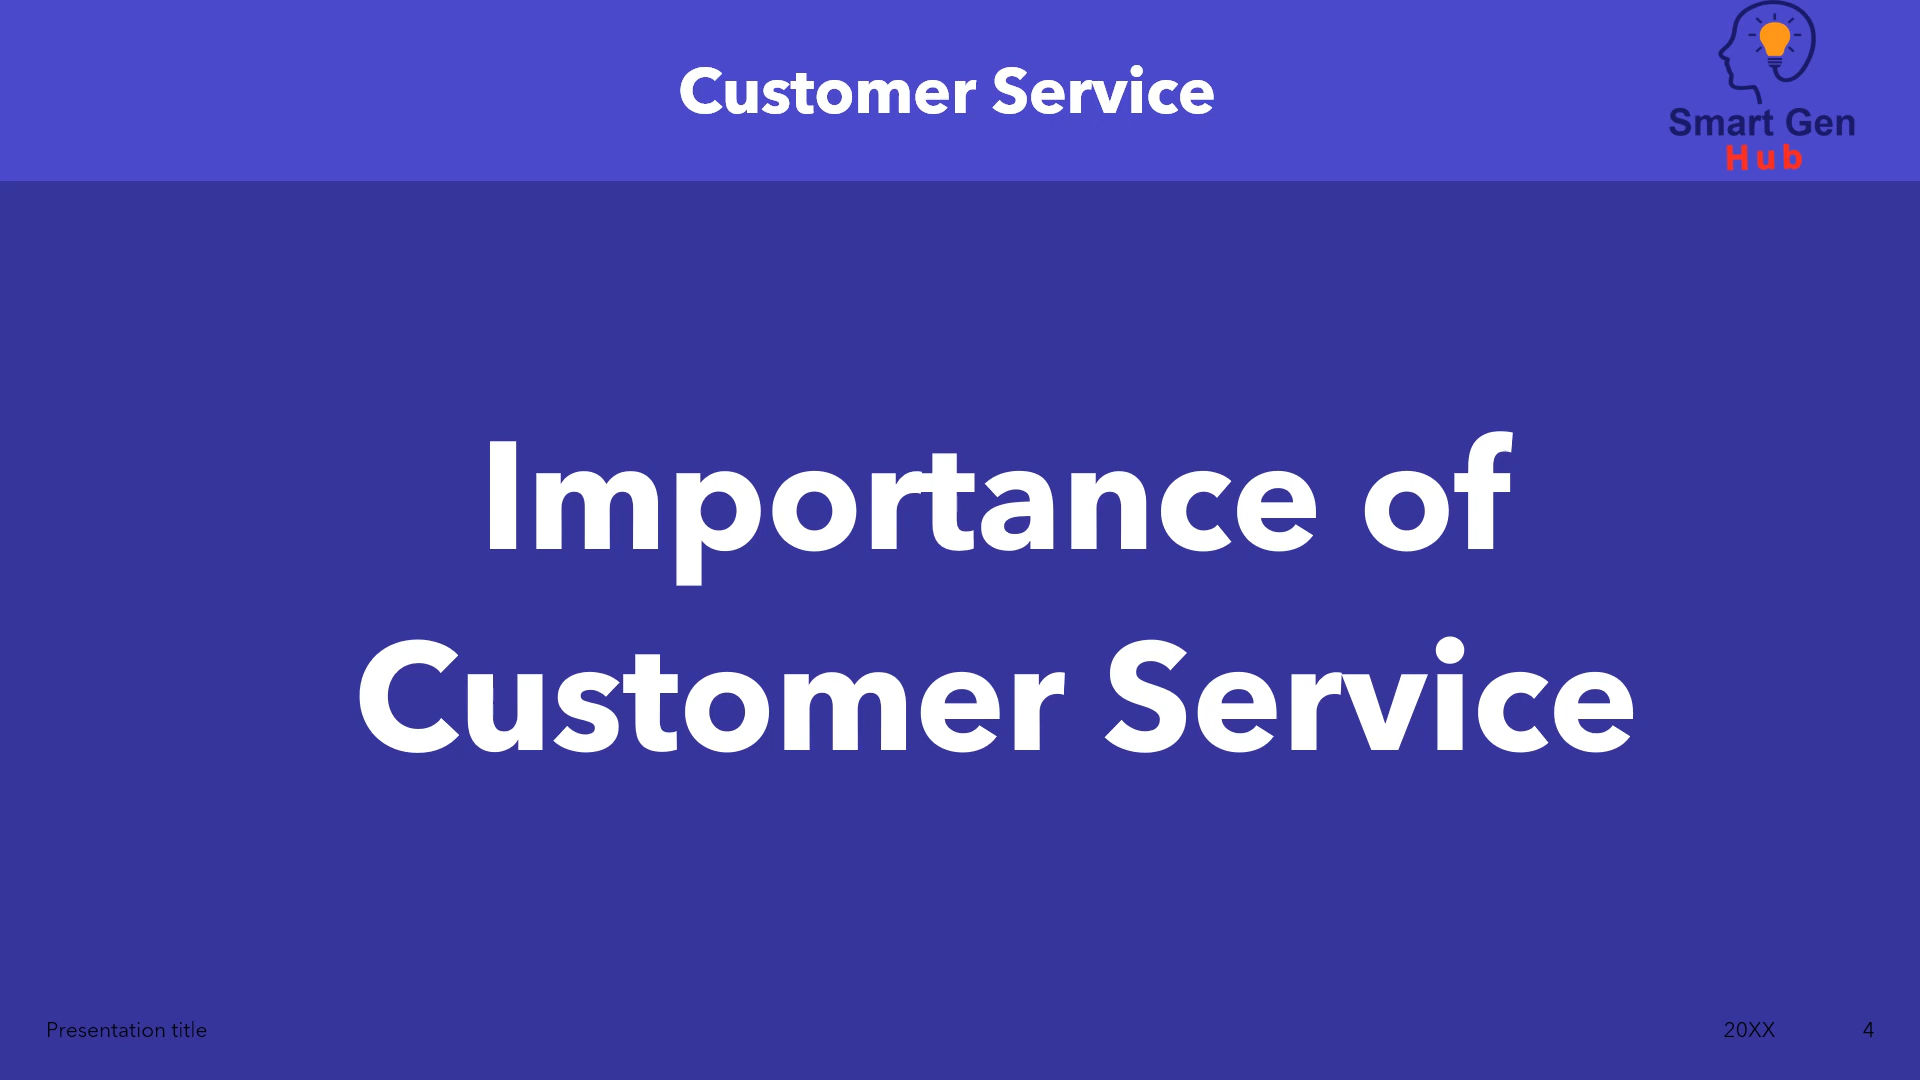 Customer Service
Smart Gen
Hub
Importance of
Customer Service
Presentation title
20XX
4